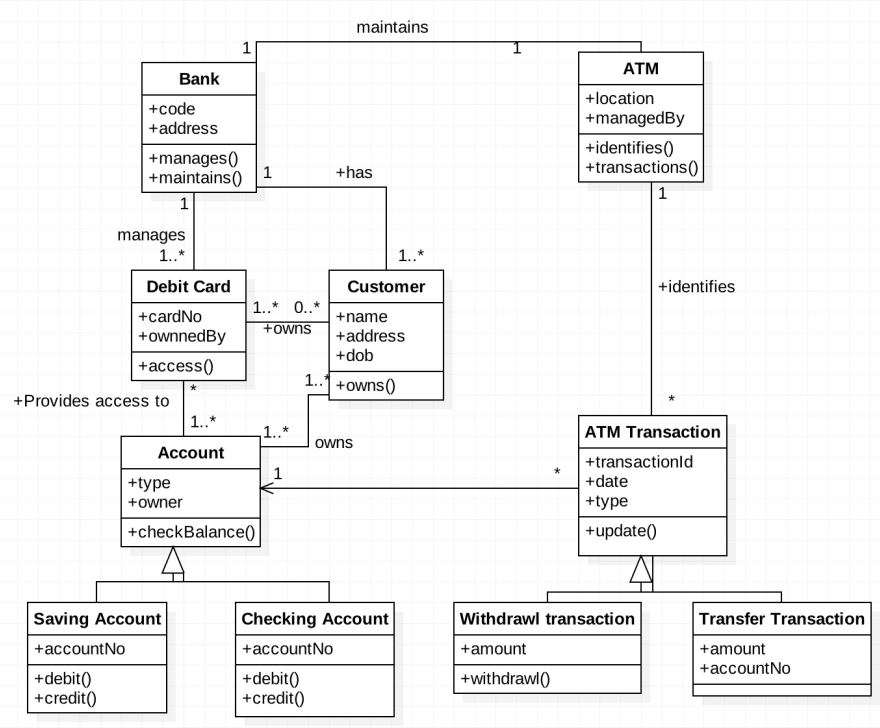 maintains
1
1
Bank
+code
+address
+manages()
+maintains()
ATM
+location
+managedBy
+identifies()
+transactions()
1
+has
1
1
manages
1..*
1..*
+identifies
Debit Card
+cardNo
+ownnedBy
+access()
1..*
0..*
+owns
Customer
+name
+address
+dob
+owns()
*
+Provides access to
1..*
1..*
1..*
owns
*
Account
+type
+owner
+checkBalance()
1
*
ATM Transaction
+transactionId
+date
+type
+update()
Saving Account
+accountNo
+debit()
+credit()
Checking Account
+accountNo
+debit()
+credit()
Withdrawl transaction
+amount
+withdrawl()
Transfer Transaction
+amount
+accountNo